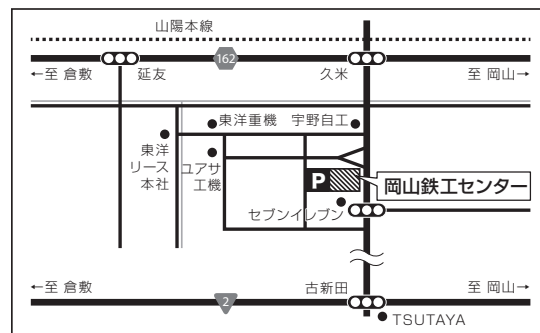 山陽本線
162
←至 倉敷
延友
久米
至 岡山→
東洋重機
宇野自工
東洋
リース
本社
ユアサ
工機
P
岡山鉄工センター
セブンイレブン
←至 倉敷
2
古新田
至 岡山→
TSUTAYA